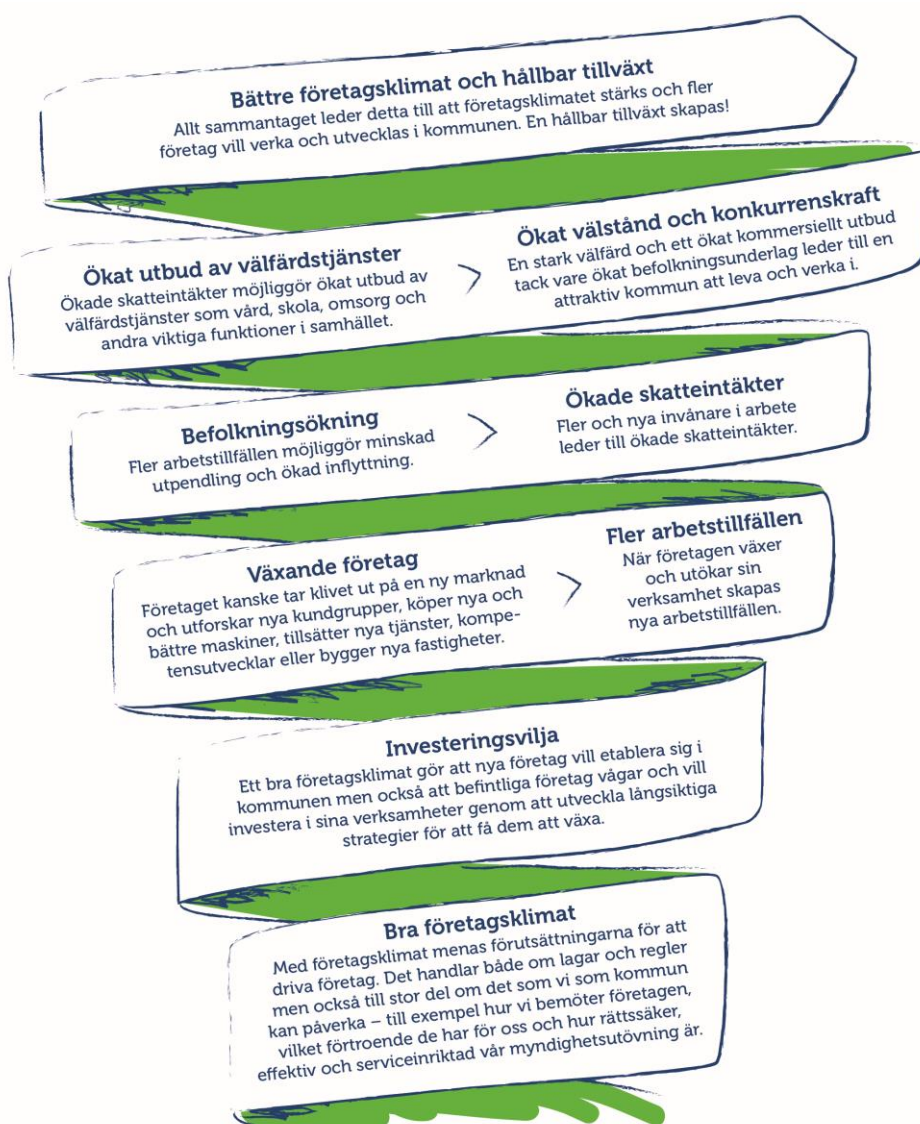 Bättre företagsklimat och hållbar tillväxt
Allt sammantaget leder detta till att företagsklimatet stärks och fler
företag vill verka och utvecklas i kommunen. En hållbar tillväxt skapas!
Ökat utbud av välfärdstjänster
Ökade skatteintäkter möjliggör ökat utbud av
välfärdstjänster som vård, skola, omsorg och
andra viktiga funktioner i samhället.
Ökat välstånd och konkurrenskraft
En stark välfärd och ett ökat kommersiellt utbud
tack vare ökat befolkningsunderlag leder till en
attraktiv kommun att leva och verka i.
Befolkningsökning
Fler arbetstillfällen möjliggör minskad
utpendling och ökad inflyttning.
Ökade skatteintäkter
Fler och nya invånare i arbete
leder till ökade skatteintäkter.
Växande företag
Företaget kanske tar klivet ut på en ny marknad
och utforskar nya kundgrupper, köper nya och
bättre maskiner, tillsätter nya tjänster, kompe-
tensutvecklar eller bygger nya fastigheter.
Fler arbetstillfällen
När företagen växer
och utökar sin
verksamhet skapas
nya arbetstillfällen.
Investeringsvilja
Ett bra företagsklimat gör att nya företag vill etablera sig i
kommunen men också att befintliga företag vågar och vill
investera i sina verksamheter genom att utveckla långsiktiga
strategier för att få dem att växa.
Bra företagsklimat
Med företagsklimat menas förutsättningarna för att
driva företag. Det handlar både om lagar och regler
men också till stor del om det som vi som kommun
kan påverka – till exempel hur vi bemöter företagen,
vilket förtroende de har för oss och hur rättssäker,
effektiv och serviceinriktad vår myndighetsutövning är.